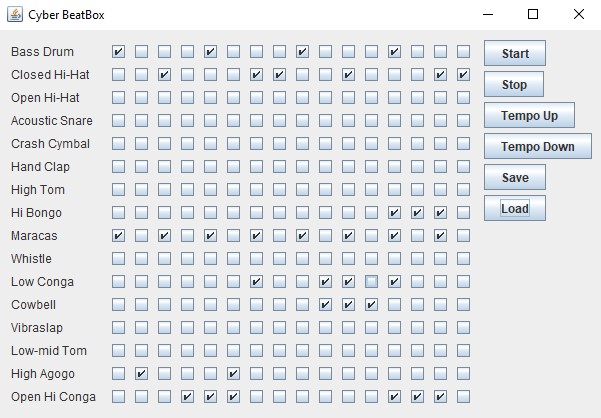 Cyber BeatBox
Bass Drum
Closed Hi-Hat
Open Hi-Hat
Acoustic Snare
Crash Cymbal
Hand Clap
High Tom
Hi Bongo
Maracas
Whistle
Low Conga
Cowbell
Vibraslap
Low-mid Tom
High Agogo
Open Hi Conga
Start
Stop
Tempo Up
Tempo Down
Save
Load